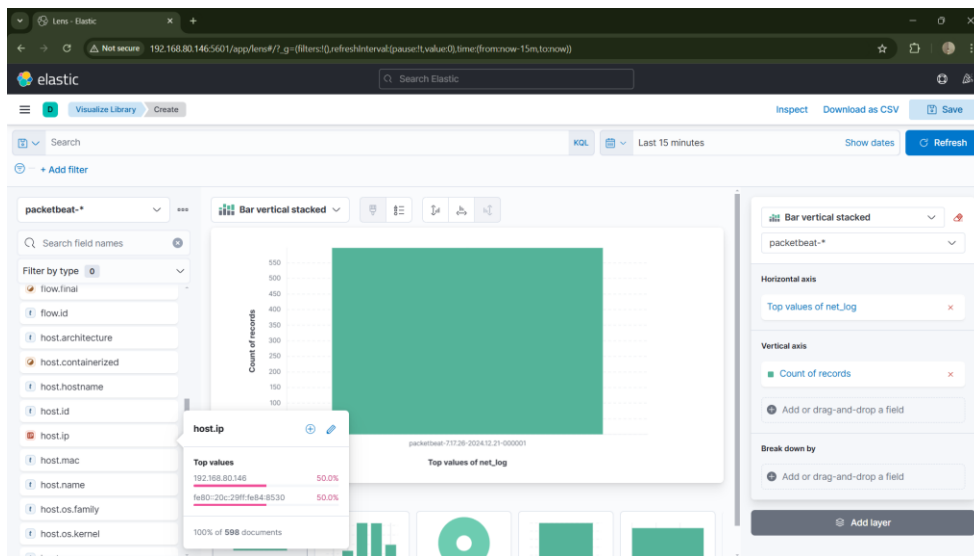 Lens - Elastic
Not secure 192.168.80.146:5601/app/lens#/?_g=(filters:!(),refreshInterval:(pause:!t,value:0),time:(from:now-15m,to:now))
elastic
Search Elastic
D Visualize Library Create
Inspect Download as CSV Save
Search KQL Last 15 minutes Show dates Refresh
+ Add filter
packetbeat-*
Search field names
Filter by type 0
flow.final
flow.id
host.architecture
host.containerized
host.hostname
host.id
host.ip
host.mac
host.name
host.os.family
host.os.kernel
Bar vertical stacked
Count of records
550
500
450
400
350
300
250
200
150
100
packetbeat-7.17.26-2024.12.21-000001
Top values of net_log
host.ip
Top values
192.168.80.146 50.0%
fe80::20c:29ff:fe84:8530 50.0%
100% of 598 documents
Bar vertical stacked
packetbeat-*
Horizontal axis
Top values of net_log
Vertical axis
Count of records
Add or drag-and-drop a field
Break down by
Add or drag-and-drop a field
Add layer